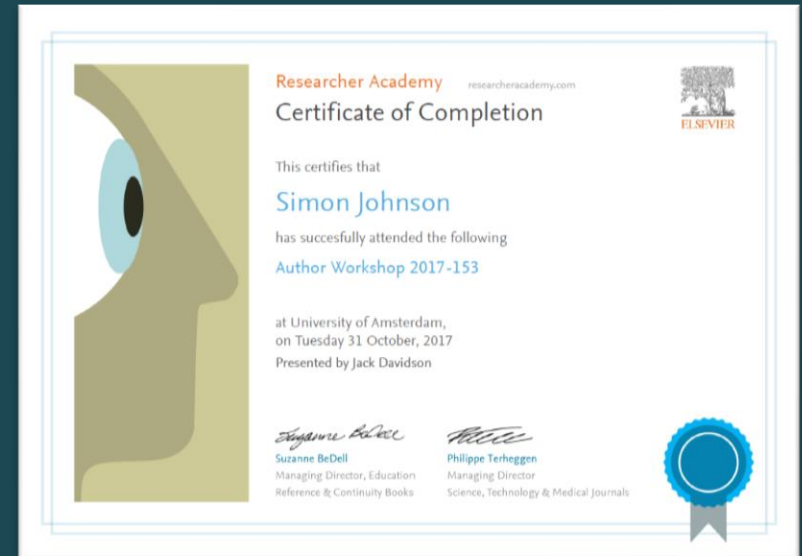 Researcher Academy researcheracademy.com
Certificate of Completion
ELSEVIER
This certifies that
Simon Johnson
has succesfully attended the following
Author Workshop 2017-153
at University of Amsterdam,
on Tuesday 31 October, 2017
Presented by Jack Davidson
Suzanne BeDell
Suzanne BeDell
Managing Director, Education
Reference & Continuity Books
Philippe Terheggen
Managing Director
Science, Technology & Medical Journals